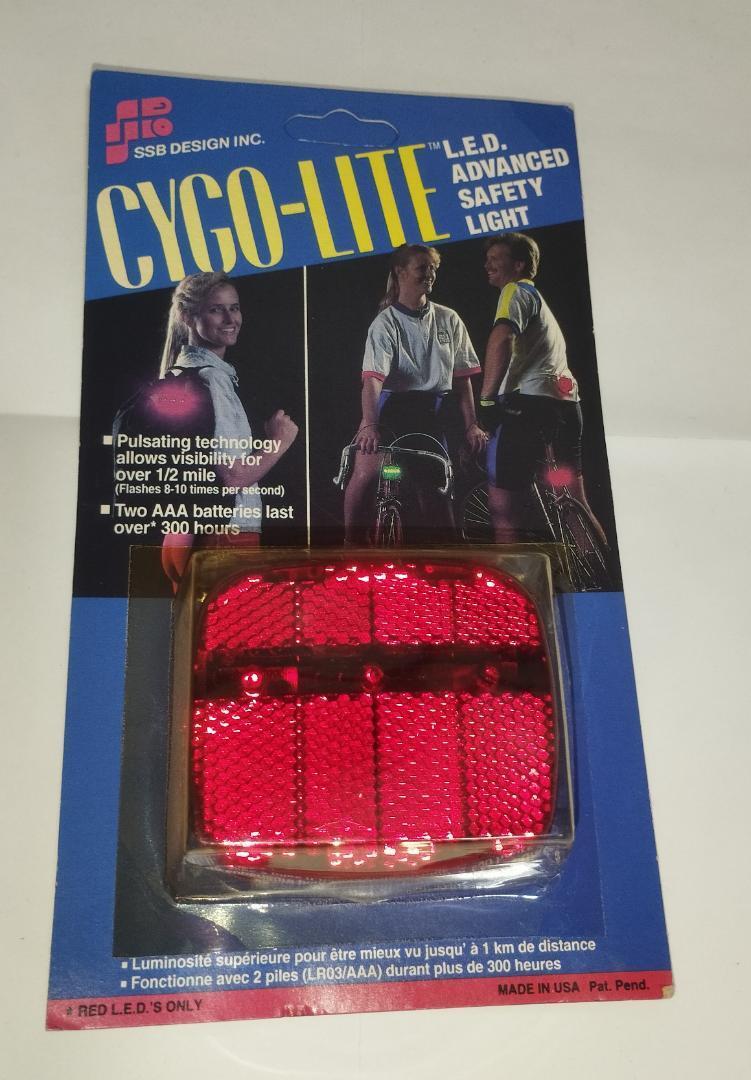 SSB DESIGN INC.
CYGO-LITE™
L.E.D.
ADVANCED
SAFETY
LIGHT
▪ Pulsating technology
allows visibility for
over 1/2 mile
(Flashes 8-10 times per second)
▪ Two AAA batteries last
over* 300 hours
▪ Luminosité supérieure pour être mieux vu jusqu' à 1 km de distance
▪ Fonctionne avec 2 piles (LR03/AAA) durant plus de 300 heures
* RED L.E.D.'S ONLY
MADE IN USA Pat. Pend.